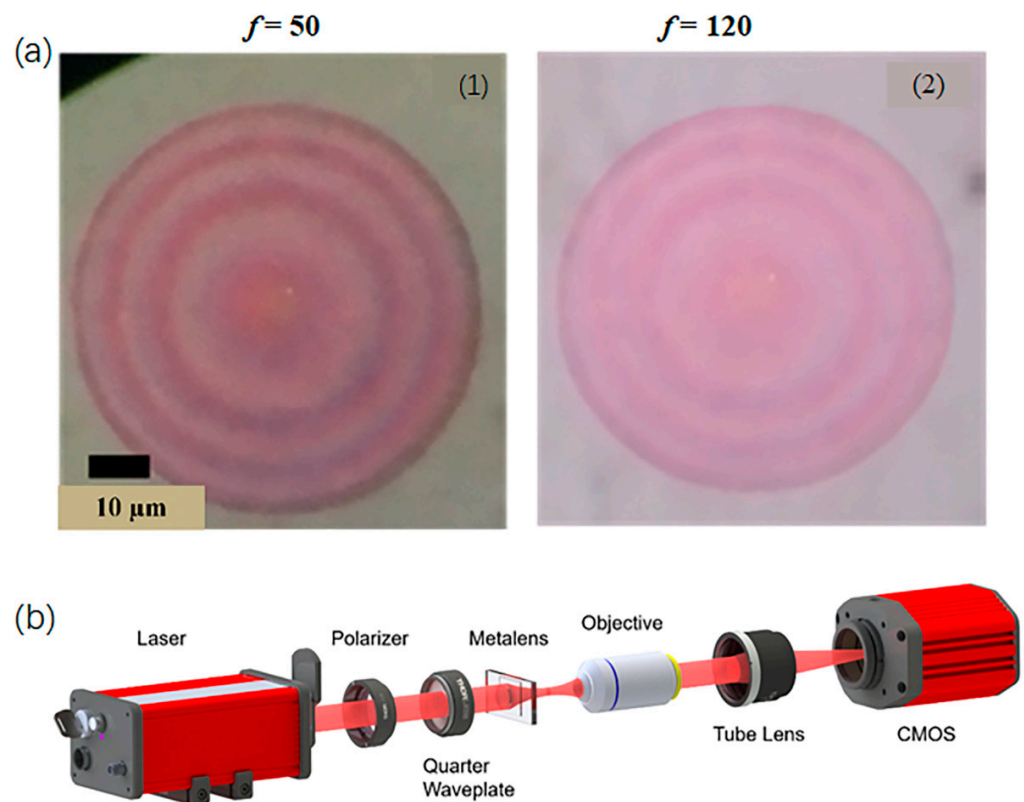 f = 50
f = 120
(a)
(1)
(2)
10 μm
(b)
Laser
Polarizer
Metalens
Objective
Quarter
Waveplate
Tube Lens
CMOS